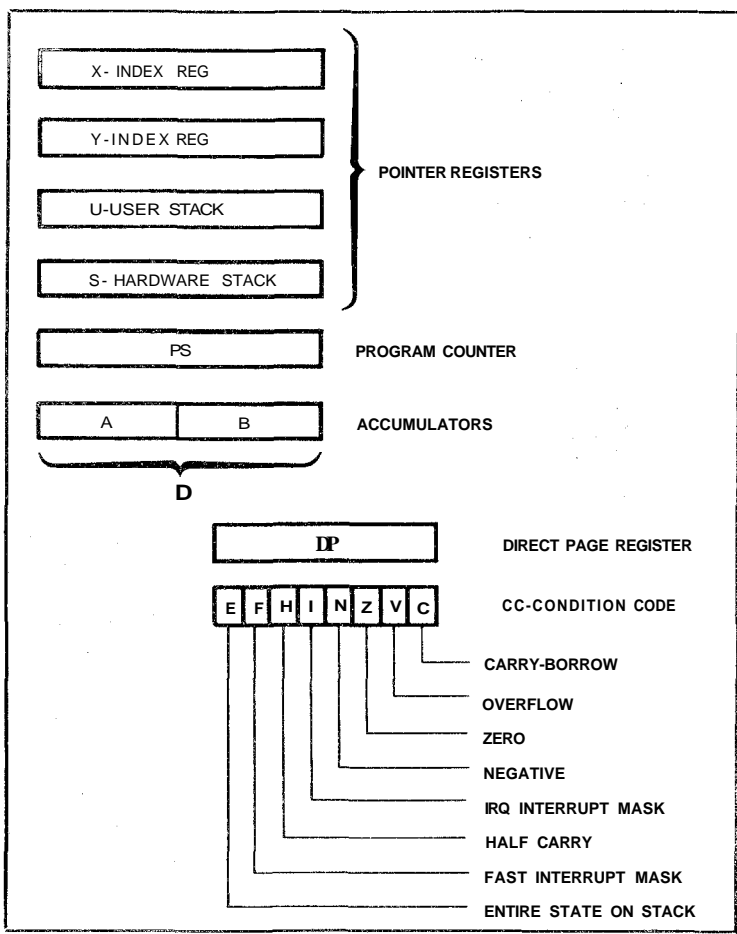 X- INDEX REG
Y-INDEX REG
U-USER STACK
S- HARDWARE STACK
POINTER REGISTERS
PS
PROGRAM COUNTER
A
B
ACCUMULATORS
D
DP
DIRECT PAGE REGISTER
E F H I N Z V C
CC-CONDITION CODE
CARRY-BORROW
OVERFLOW
ZERO
NEGATIVE
IRQ INTERRUPT MASK
HALF CARRY
FAST INTERRUPT MASK
ENTIRE STATE ON STACK